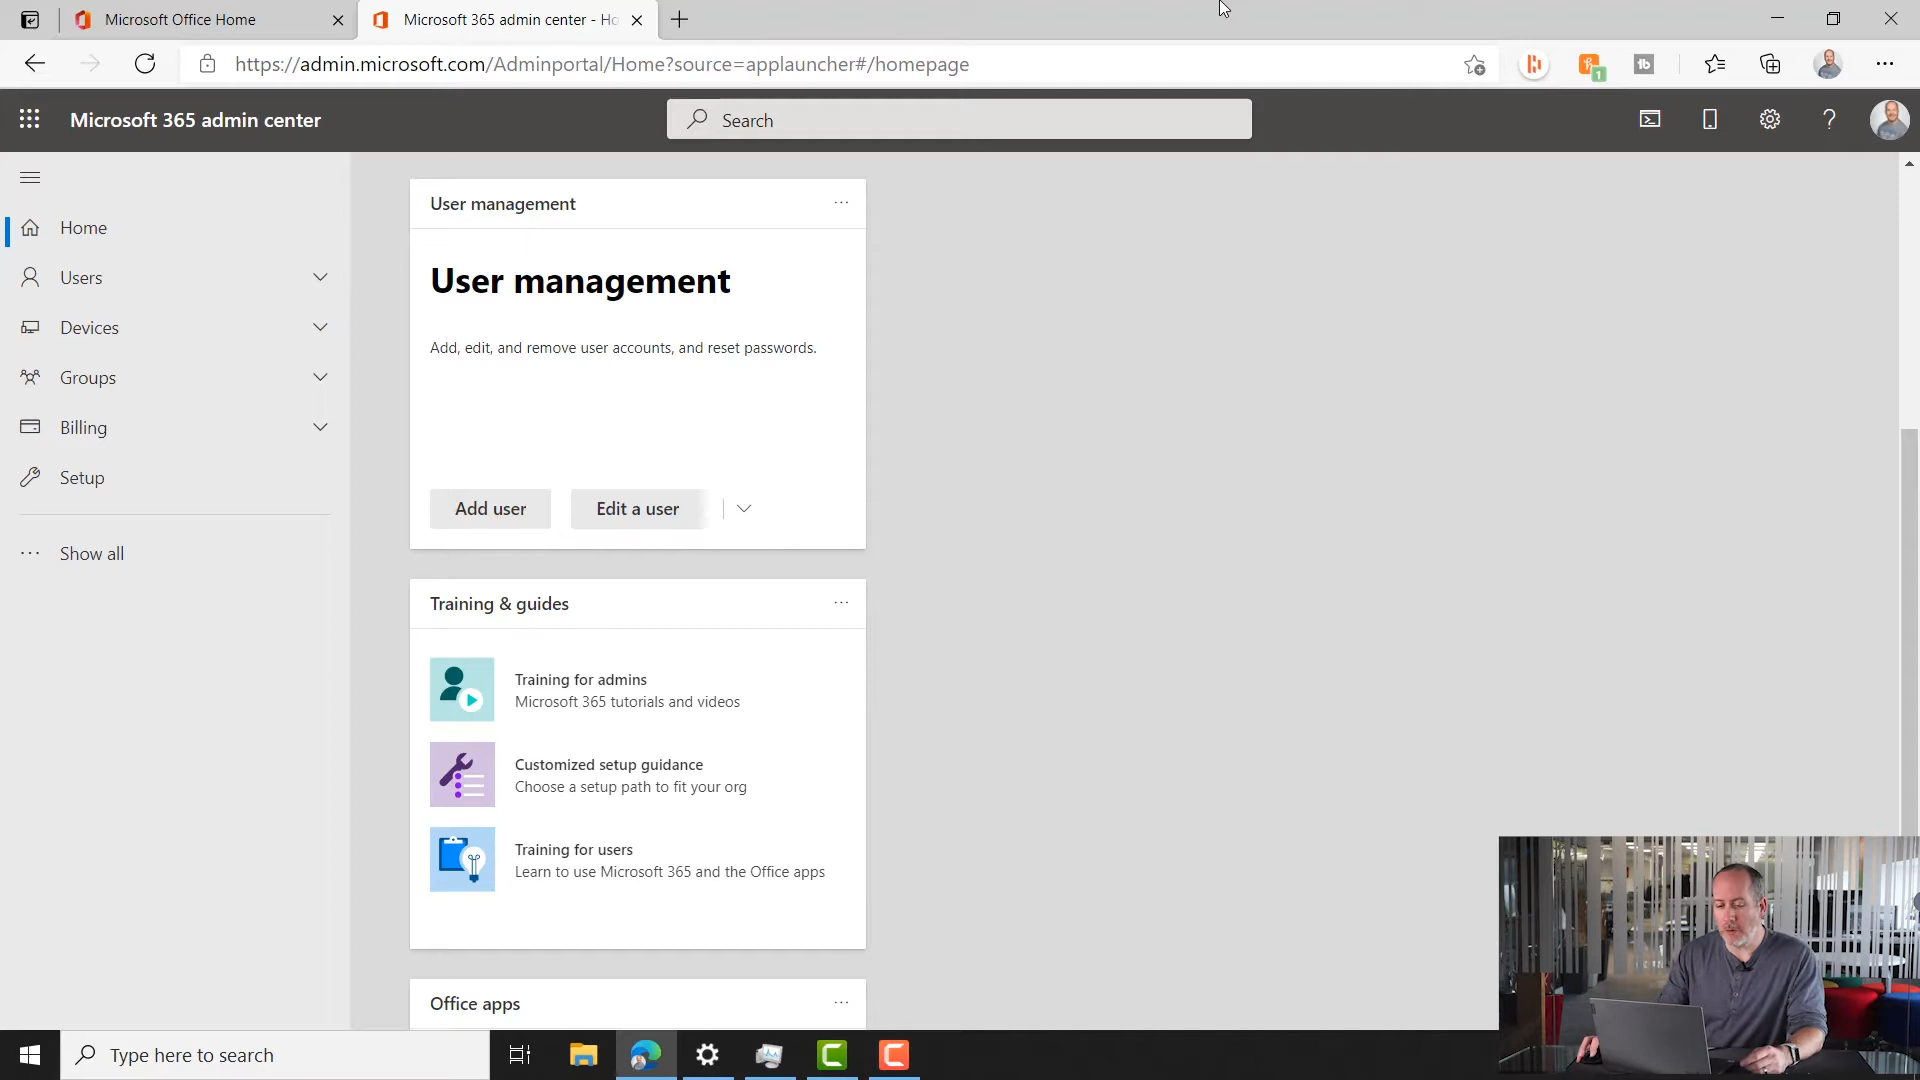 Microsoft Office Home
Microsoft 365 admin center - Ho
https://admin.microsoft.com/Adminportal/Home?source=applauncher#/homepage
1
Microsoft 365 admin center
Search
Home
Users
Devices
Groups
Billing
Setup
Show all
User management
User management
Add, edit, and remove user accounts, and reset passwords.
Add user
Edit a user
Training & guides
Training for admins
Microsoft 365 tutorials and videos
Customized setup guidance
Choose a setup path to fit your org
Training for users
Learn to use Microsoft 365 and the Office apps
Office apps
Type here to search